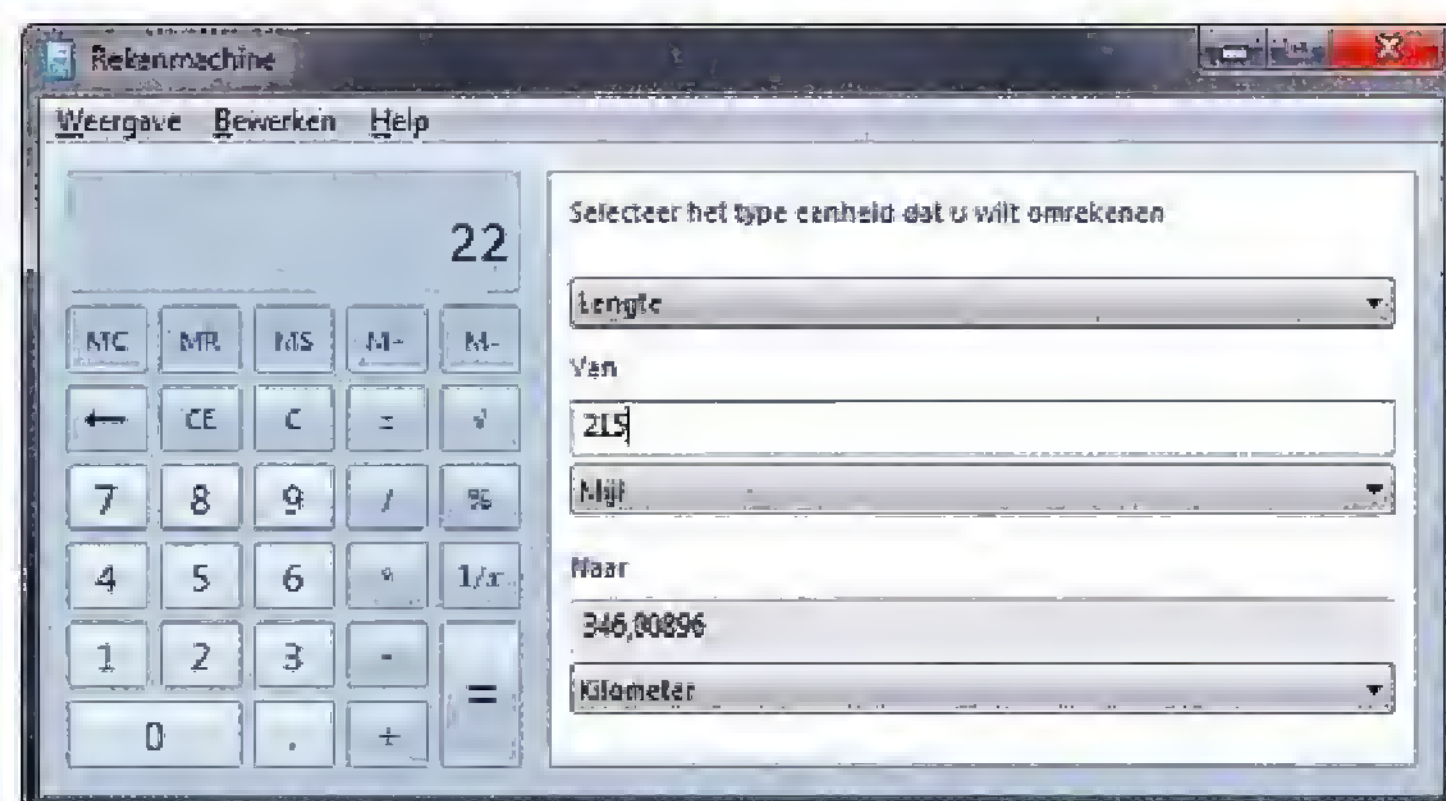 Rekenmachine
Weergave Bewerken Help
22
MC MR MS M+ M-
← CE C ± √
7 8 9 / %
4 5 6 * 1/x
1 2 3 - =
0 . +
Selecteer het type eenheid dat u wilt omrekenen
Lengte
Van
215
Mijl
Naar
346,00896
Kilometer